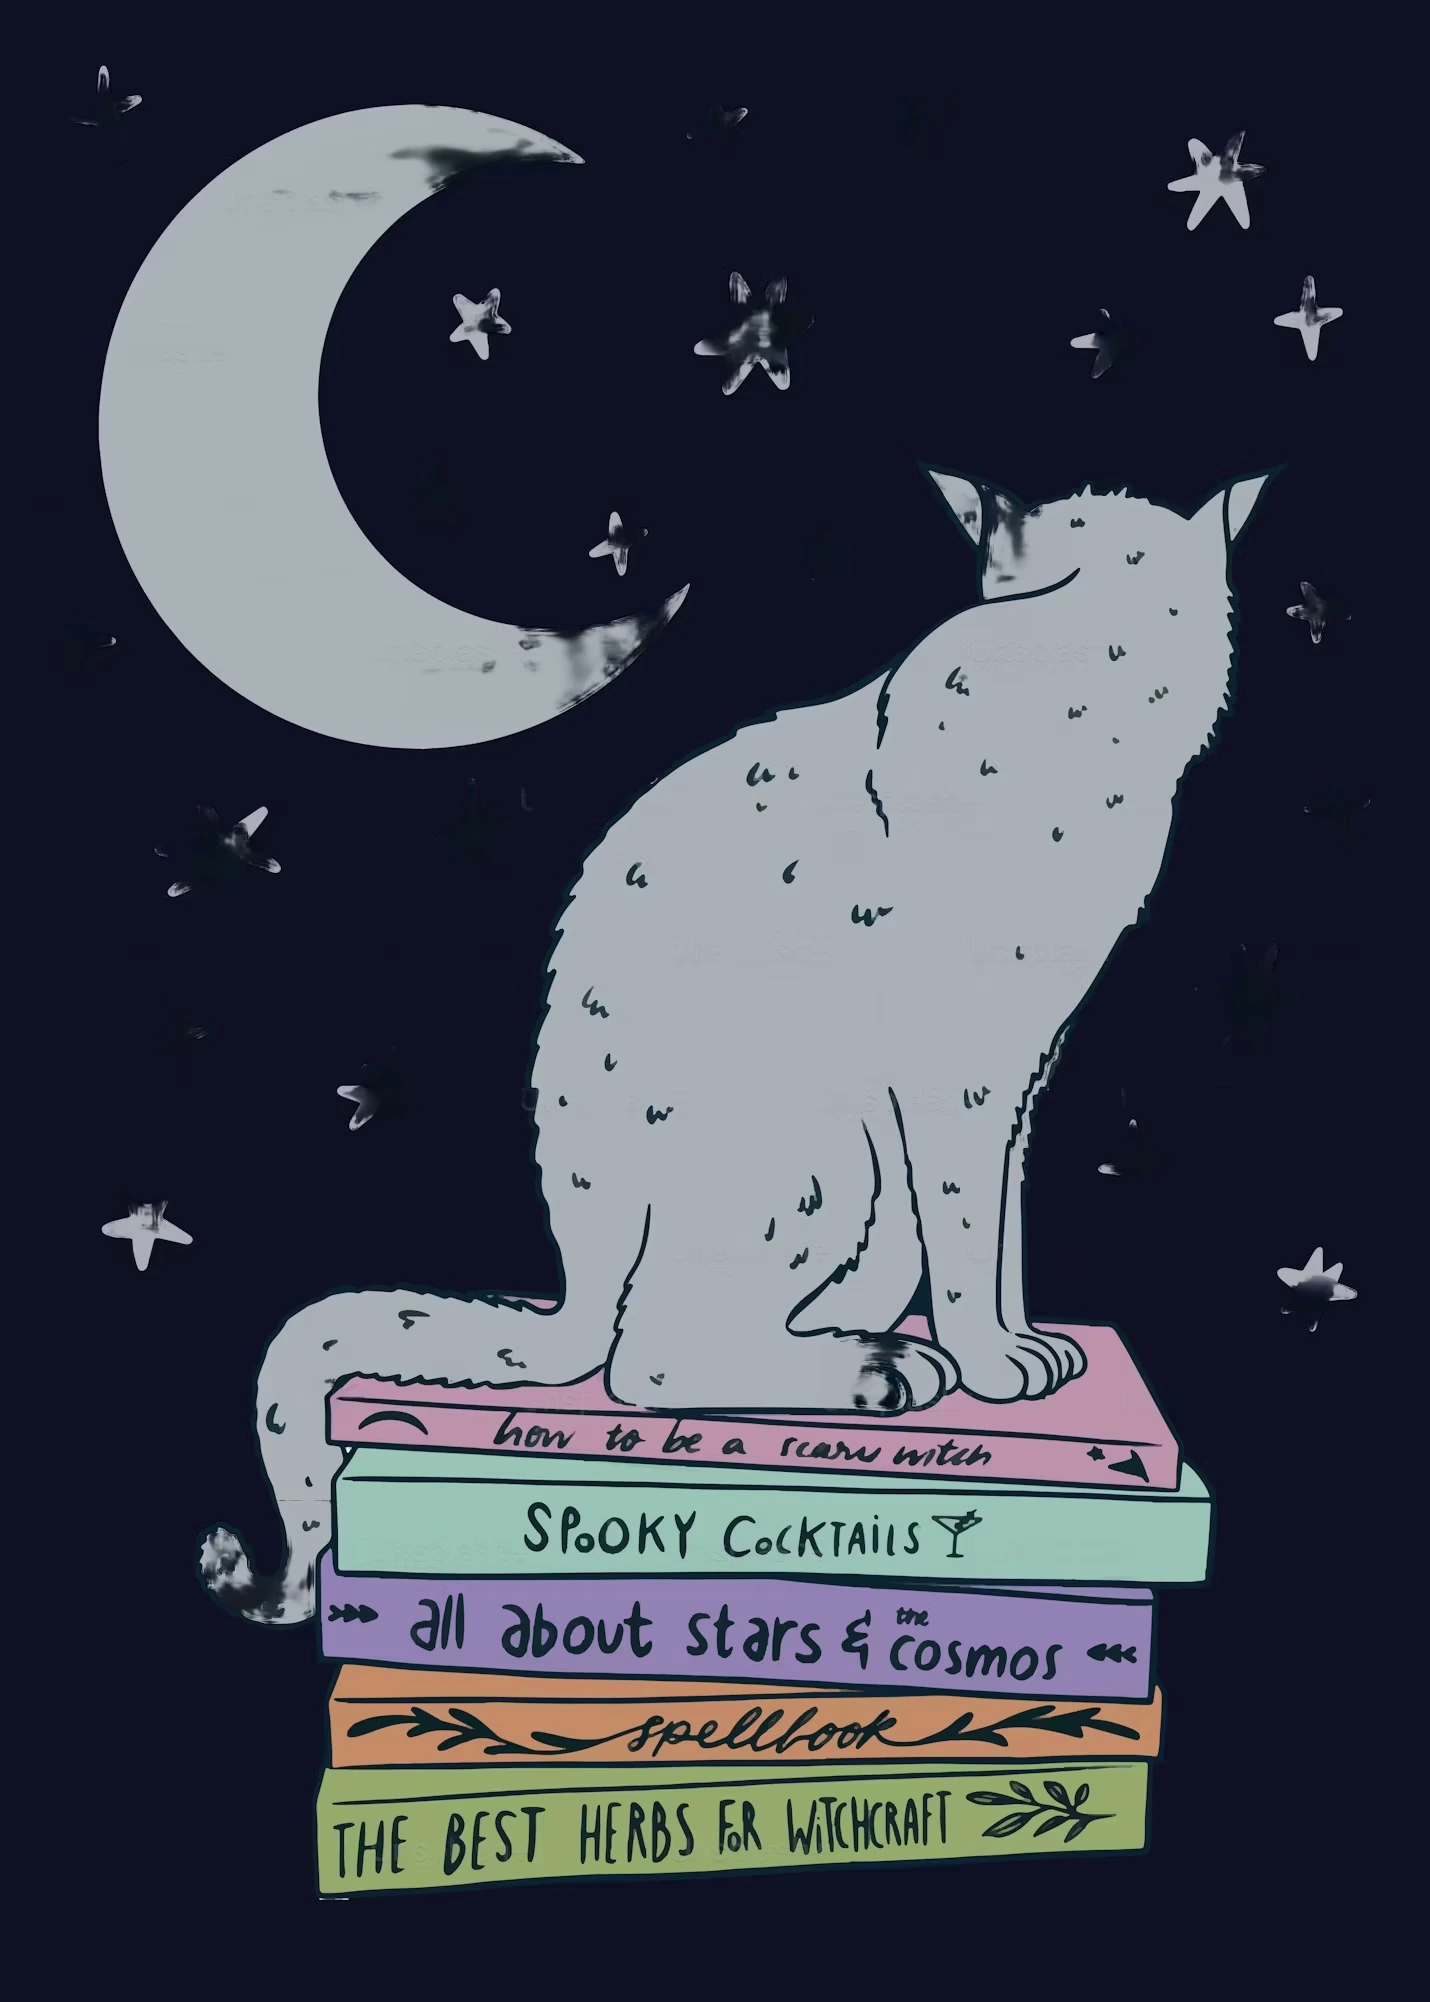 how to be a scary witch
SPOOKY COCKTAILS
all about stars & the cosmos
spellbook
THE BEST HERBS FOR WITCHCRAFT